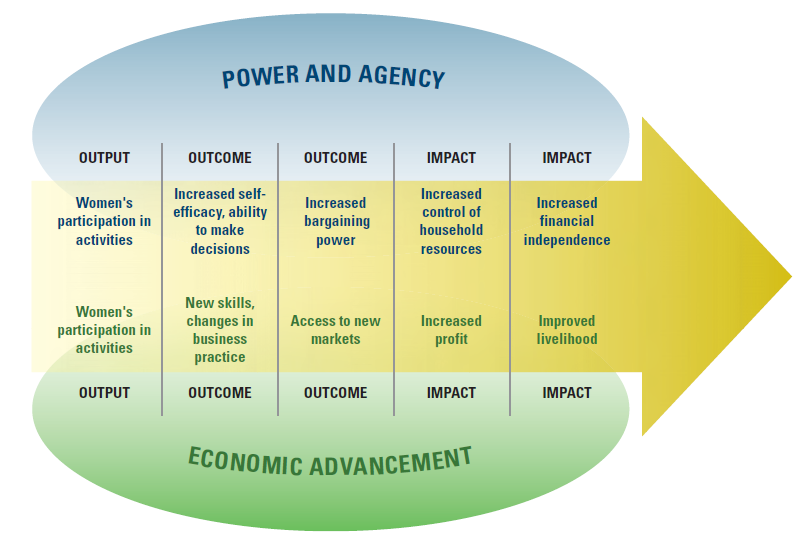 POWER AND AGENCY
OUTPUT OUTCOME OUTCOME IMPACT IMPACT
Women's
participation in
activities
Increased self-
efficacy, ability
to make
decisions
Increased
bargaining
power
Increased
control of
household
resources
Increased
financial
independence
Women's
participation in
activities
New skills,
changes in
business
practice
Access to new
markets
Increased
profit
Improved
livelihood
OUTPUT OUTCOME OUTCOME IMPACT IMPACT
ECONOMIC ADVANCEMENT